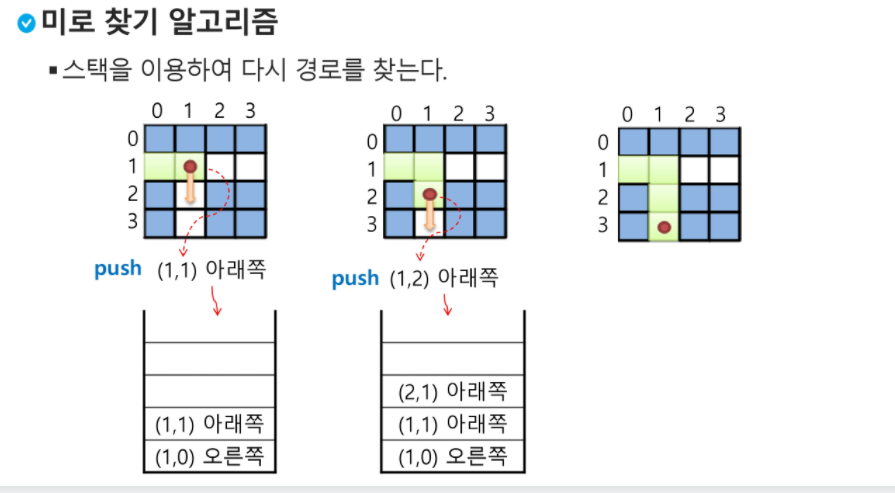 미로 찾기 알고리즘
▪ 스택을 이용하여 다시 경로를 찾는다.
0 1 2 3
0
1
2
3
push (1,1) 아래쪽
(1,1) 아래쪽
(1,0) 오른쪽
0 1 2 3
0
1
2
3
push (1,2) 아래쪽
(2,1) 아래쪽
(1,1) 아래쪽
(1,0) 오른쪽
0 1 2 3
0
1
2
3